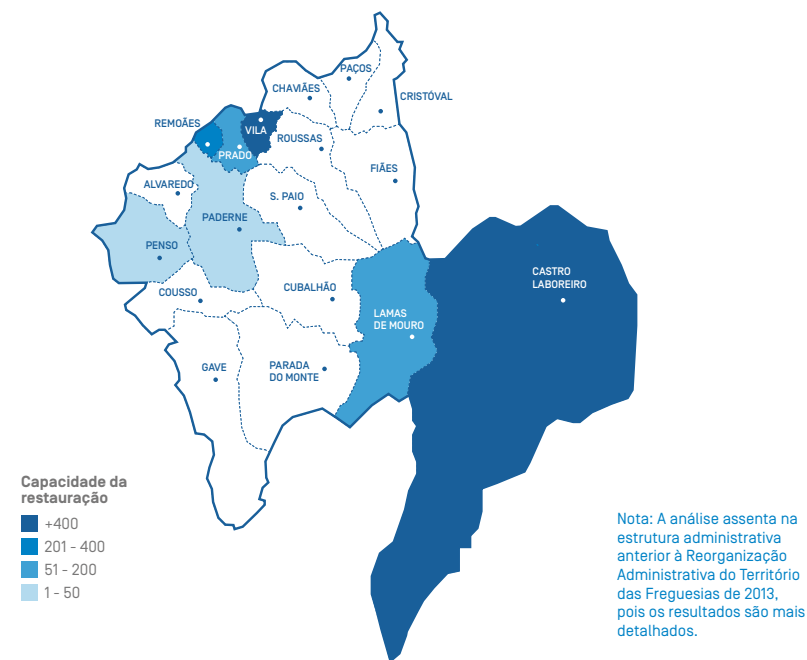 PAÇOS
CHAVIÃES
CRISTÓVAL
REMOÃES
VILA
ROUSSAS
PRADO
FIÃES
ALVAREDO
S. PAIO
PADERNE
PENSO
CASTRO
LABOREIRO
COUSSO
CUBALHÃO
LAMAS
DE MOURO
GAVE
PARADA
DO MONTE
Capacidade da
restauração
+400
201 - 400
51 - 200
1 - 50
Nota: A análise assenta na
estrutura administrativa
anterior à Reorganização
Administrativa do Território
das Freguesias de 2013,
pois os resultados são mais
detalhados.